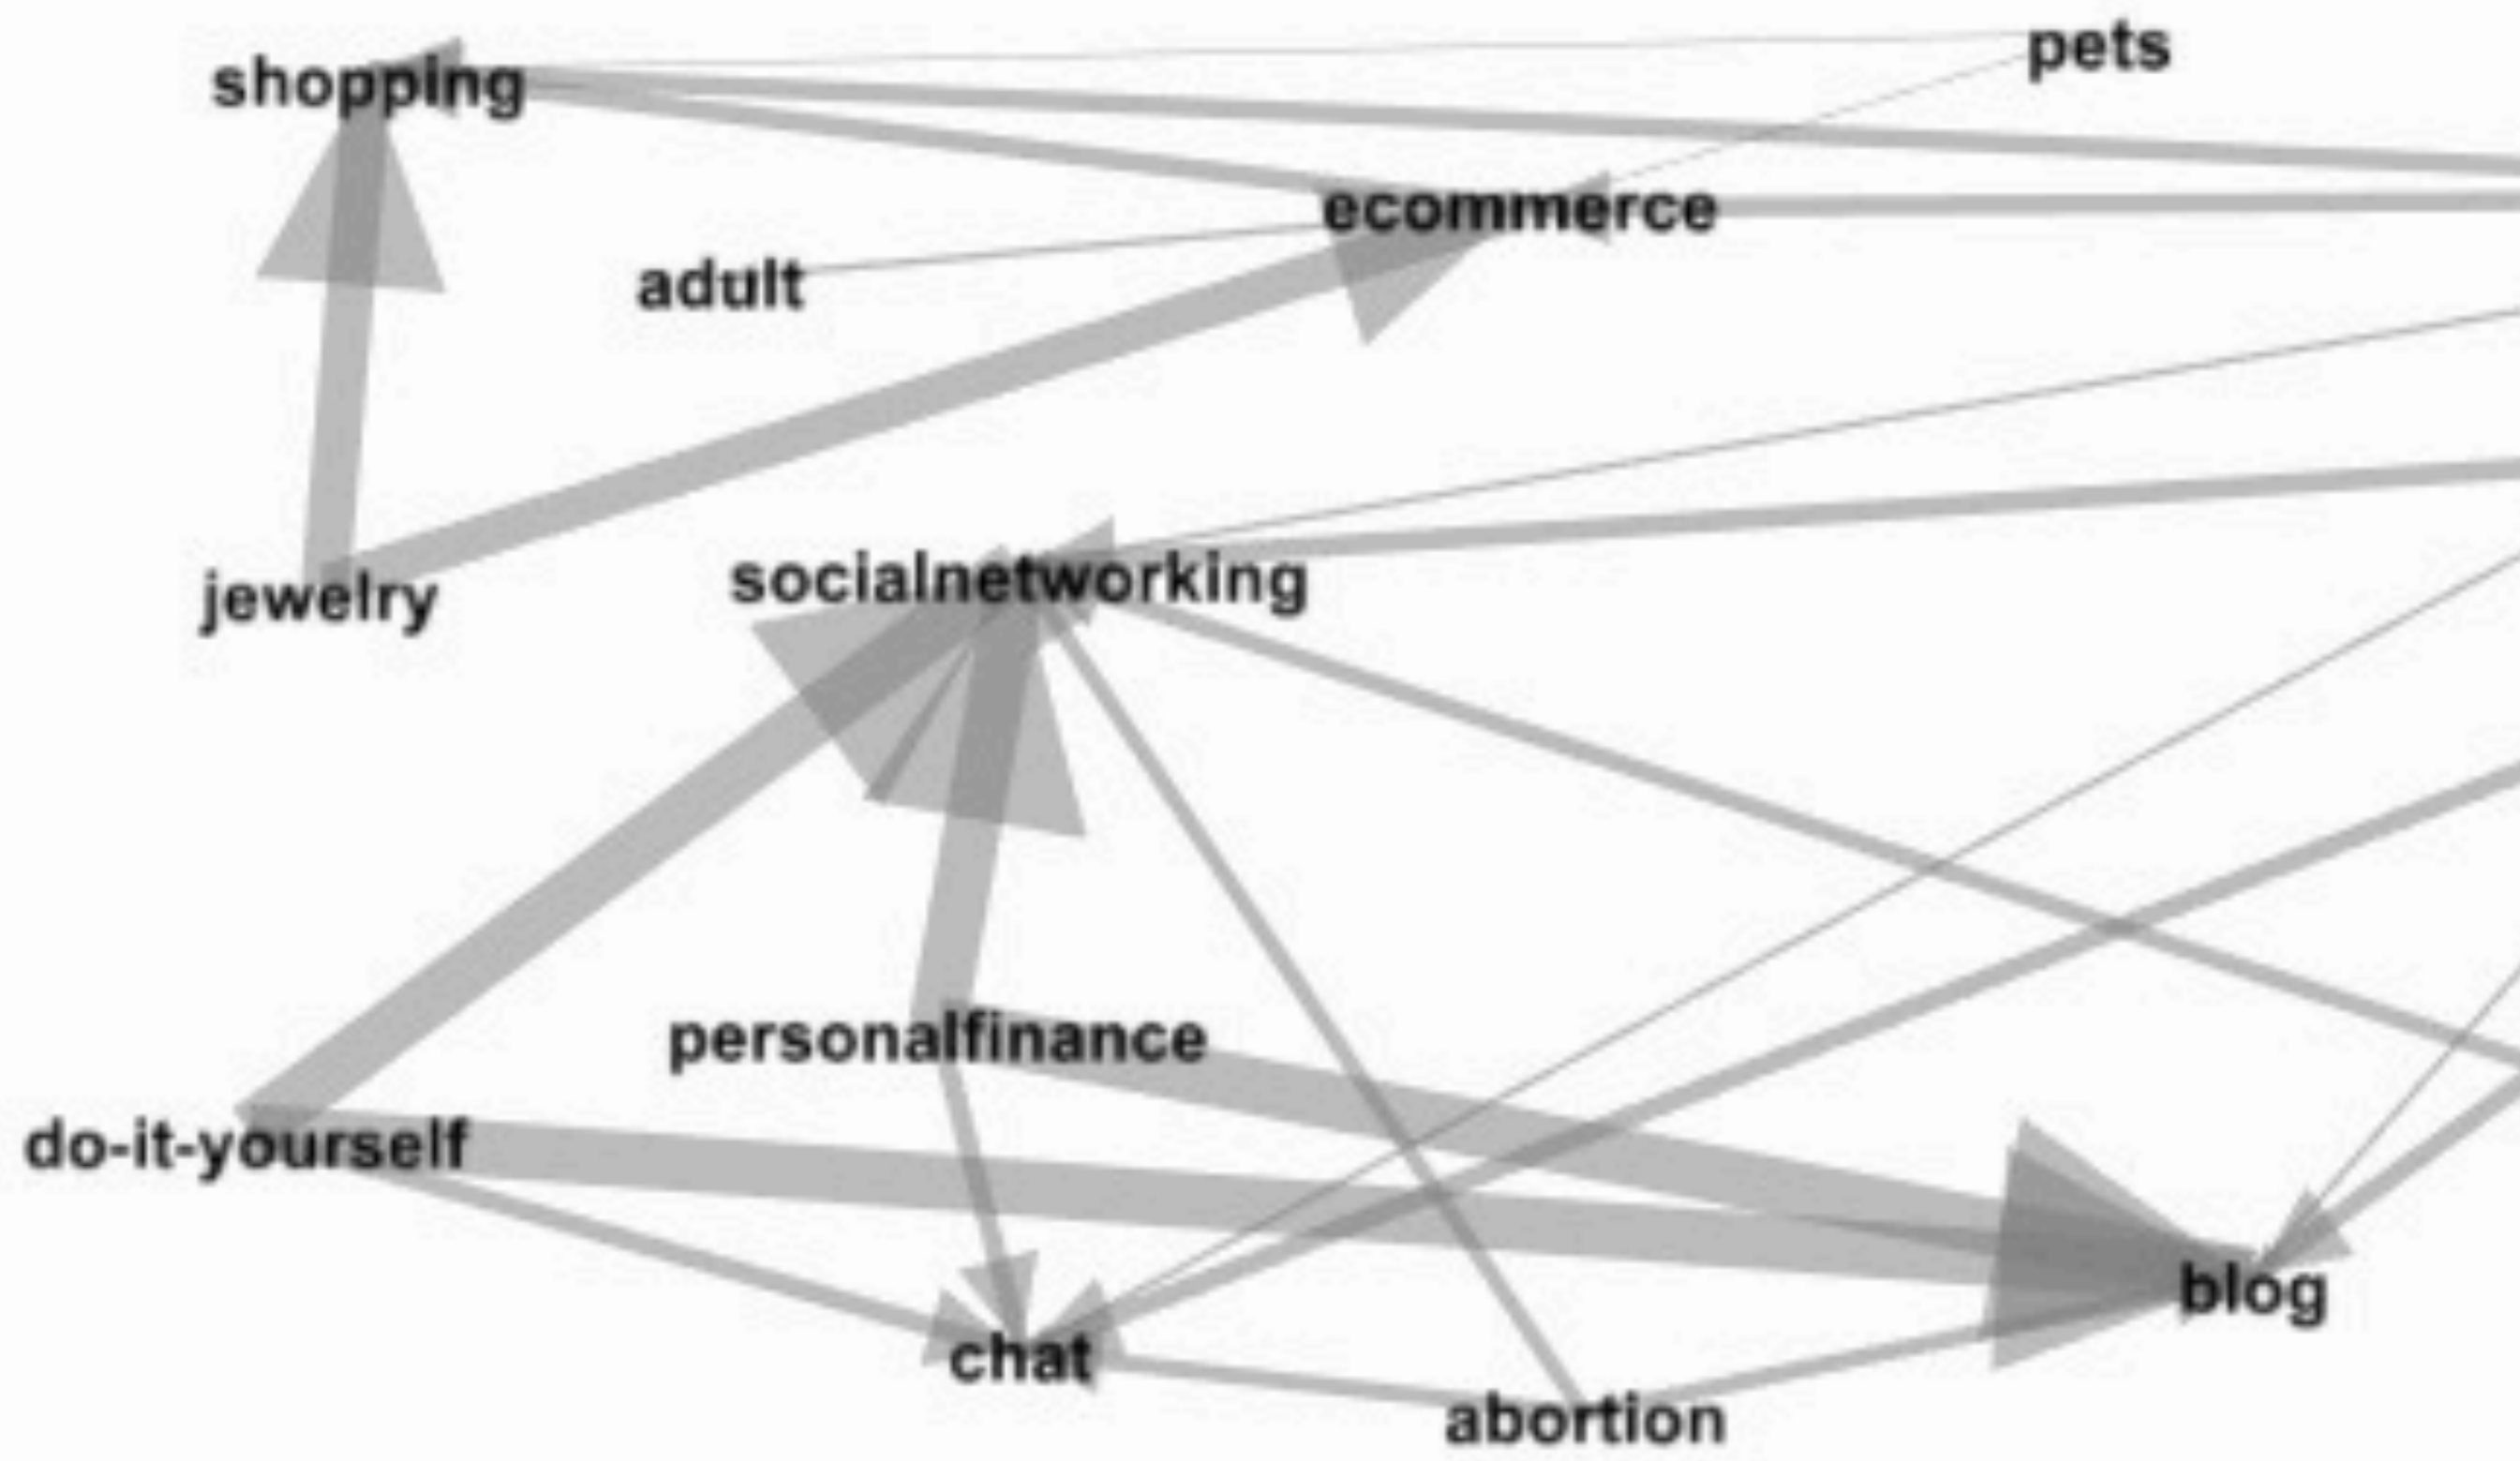 pets
shopping
ecommerce
adult
socialnetworking
jewelry
personalfinance
do-it-yourself
blog
chat
abortion